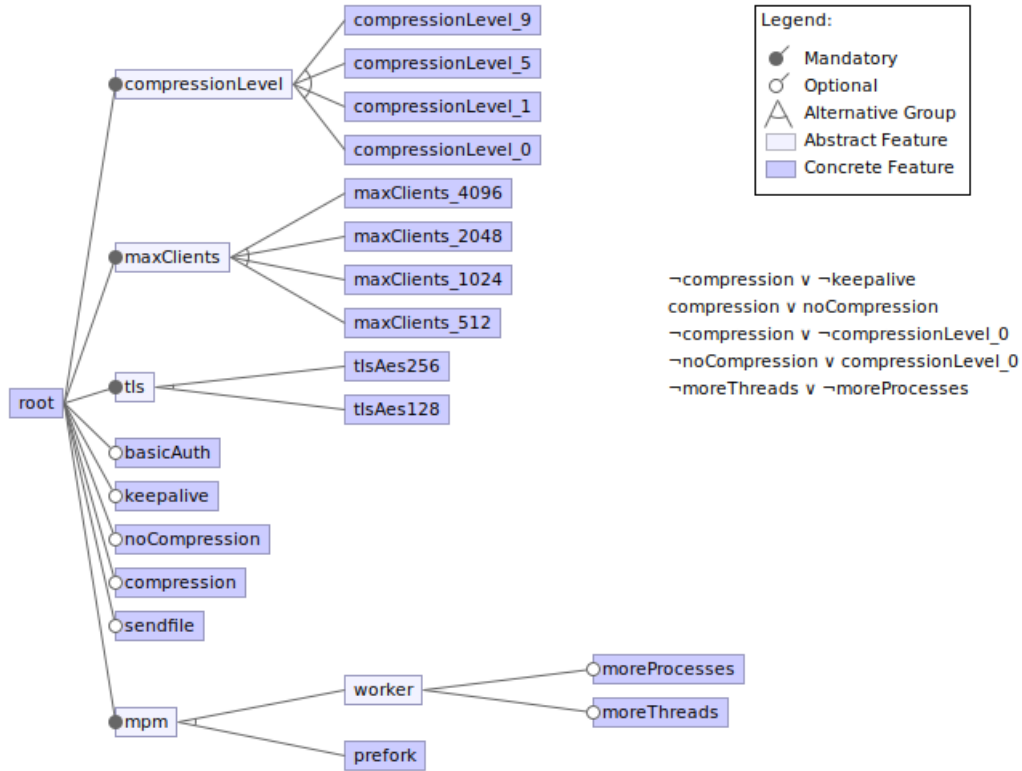 compressionLevel_9
compressionLevel_5
compressionLevel
compressionLevel_1
compressionLevel_0
maxClients_4096
maxClients_2048
maxClients
maxClients_1024
maxClients_512
tlsAes256
tls
root
tlsAes128
basicAuth
keepalive
noCompression
compression
sendfile
moreProcesses
worker
moreThreads
mpm
prefork
Legend:
Mandatory
Optional
Alternative Group
Abstract Feature
Concrete Feature
¬compression ∨ ¬keepalive
compression ∨ noCompression
¬compression ∨ ¬compressionLevel_0
¬noCompression ∨ compressionLevel_0
¬moreThreads ∨ ¬moreProcesses